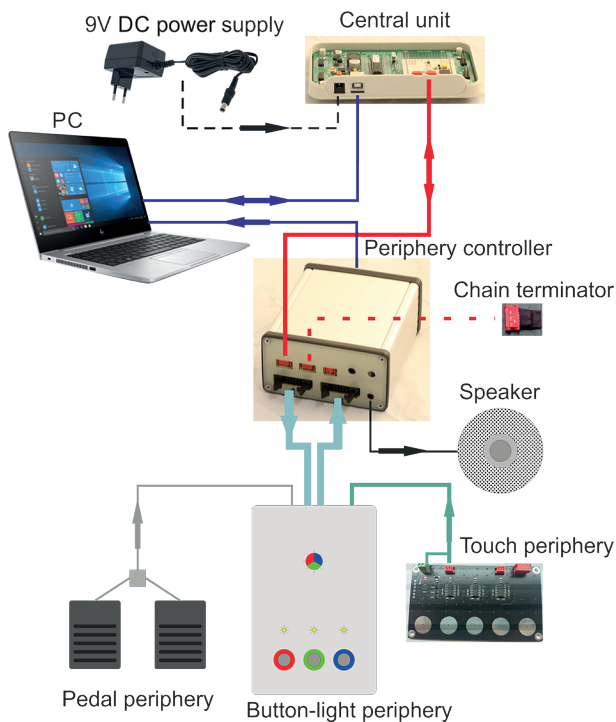 9V DC power supply
Central unit
PC
Periphery controller
Chain terminator
Speaker
Touch periphery
Pedal periphery
Button-light periphery